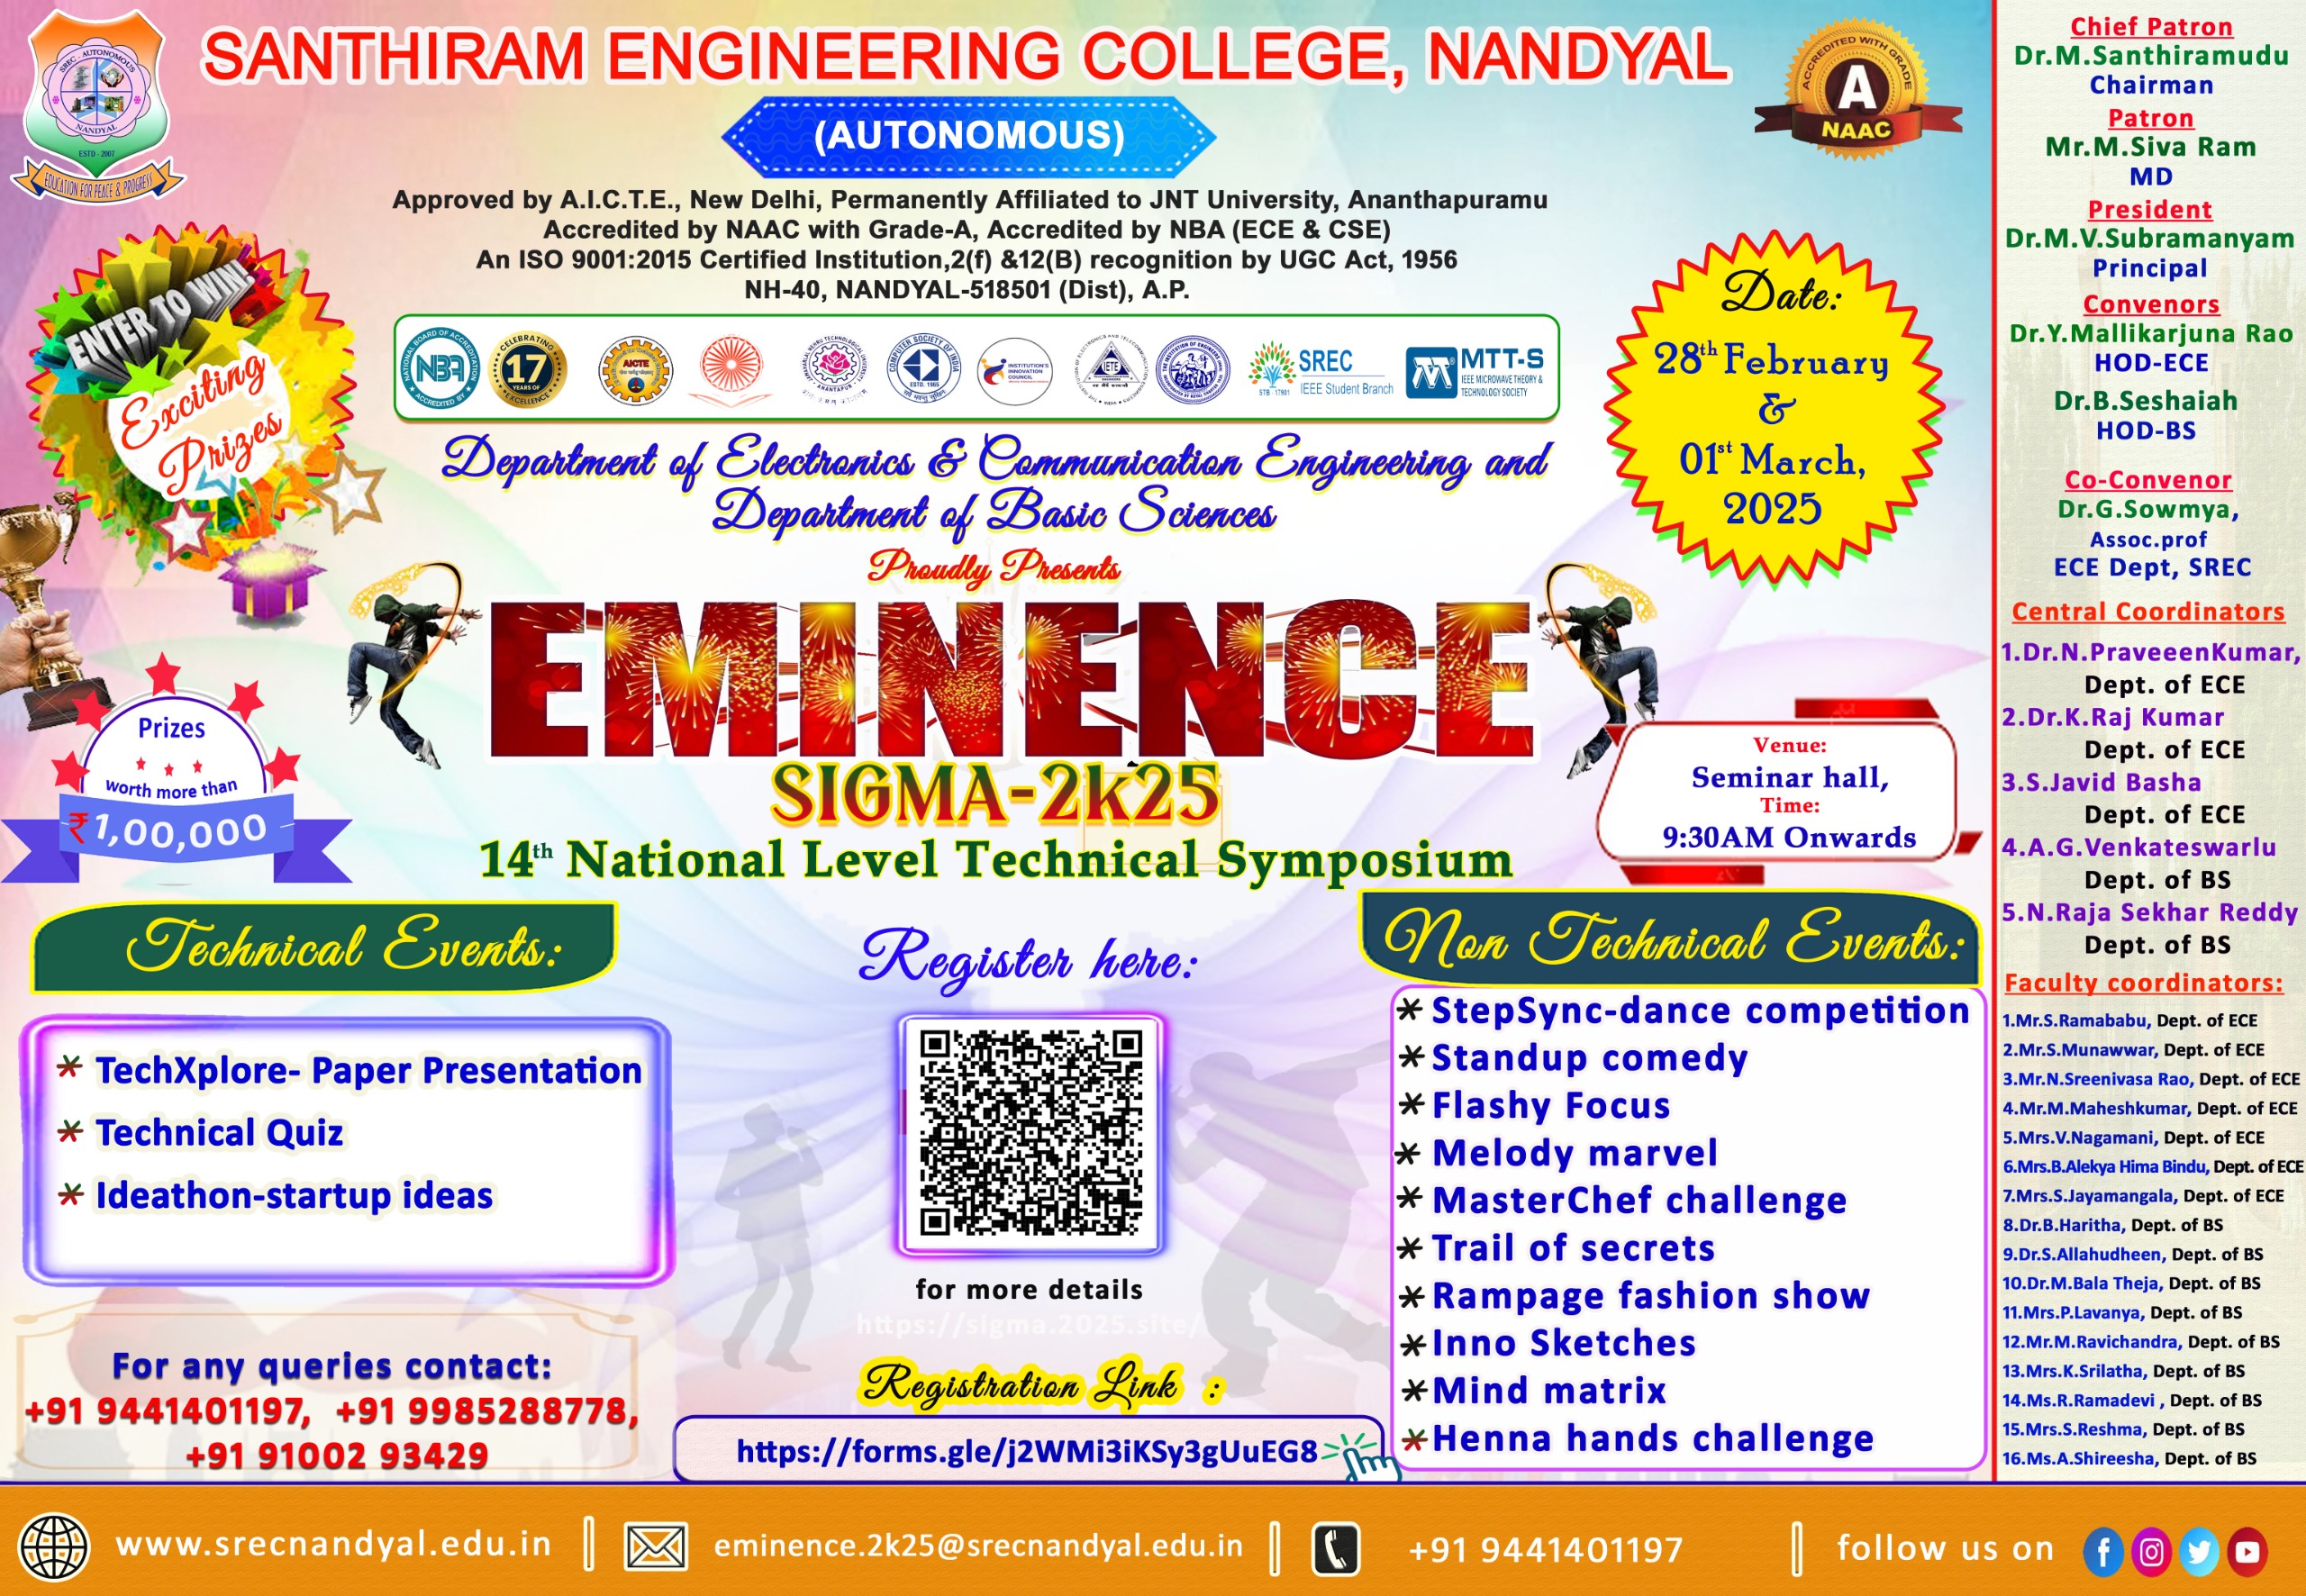 SREC AUTONOMOUS
NANDYAL
ESTD - 2007
EDUCATION FOR PEACE & PROGRESS
SANTHIRAM ENGINEERING COLLEGE, NANDYAL
(AUTONOMOUS)
ACCREDITED WITH GRADE
A
NAAC
Approved by A.I.C.T.E., New Delhi, Permanently Affiliated to JNT University, Ananthapuramu
Accredited by NAAC with Grade-A, Accredited by NBA (ECE & CSE)
An ISO 9001:2015 Certified Institution,2(f) &12(B) recognition by UGC Act, 1956
NH-40, NANDYAL-518501 (Dist), A.P.
NATIONAL BOARD OF ACCREDITATION
NBA
ACCREDITED BY
CELEBRATING
17
YEARS OF
EXCELLENCE
AICTE
COMPUTER SOCIETY OF INDIA
ESTD. 1965
INSTITUTION'S
INNOVATION
COUNCIL
IETE
SREC
IEEE Student Branch
STB 17901
MTT-S
IEEE MICROWAVE THEORY &
TECHNOLOGY SOCIETY
ENTER TO WIN!
Exciting
Prizes
Department of Electronics & Communication Engineering and
Department of Basic Sciences
Proudly Presents
EMINENCE
SIGMA-2k25
14th National Level Technical Symposium
Date:
28th February
&
01st March,
2025
Prizes
worth more than
₹1,00,000
Venue:
Seminar hall,
Time:
9:30AM Onwards
Technical Events:
* TechXplore- Paper Presentation
* Technical Quiz
* Ideathon-startup ideas
For any queries contact:
+91 9441401197, +91 9985288778,
+91 91002 93429
Register here:
for more details
https://sigma.2025.site/
Registration Link :
https://forms.gle/j2WMi3iKSy3gUuEG8
Non Technical Events:
* StepSync-dance competition
* Standup comedy
* Flashy Focus
* Melody marvel
* MasterChef challenge
* Trail of secrets
* Rampage fashion show
* Inno Sketches
* Mind matrix
* Henna hands challenge
Chief Patron
Dr.M.Santhiramudu
Chairman
Patron
Mr.M.Siva Ram
MD
President
Dr.M.V.Subramanyam
Principal
Convenors
Dr.Y.Mallikarjuna Rao
HOD-ECE
Dr.B.Seshaiah
HOD-BS
Co-Convenor
Dr.G.Sowmya,
Assoc.prof
ECE Dept, SREC
Central Coordinators
1.Dr.N.PraveeenKumar,
Dept. of ECE
2.Dr.K.Raj Kumar
Dept. of ECE
3.S.Javid Basha
Dept. of ECE
4.A.G.Venkateswarlu
Dept. of BS
5.N.Raja Sekhar Reddy
Dept. of BS
Faculty coordinators:
1.Mr.S.Ramababu, Dept. of ECE
2.Mr.S.Munawwar, Dept. of ECE
3.Mr.N.Sreenivasa Rao, Dept. of ECE
4.Mr.M.Maheshkumar, Dept. of ECE
5.Mrs.V.Nagamani, Dept. of ECE
6.Mrs.B.Alekya Hima Bindu, Dept. of ECE
7.Mrs.S.Jayamangala, Dept. of ECE
8.Dr.B.Haritha, Dept. of BS
9.Dr.S.Allahudheen, Dept. of BS
10.Dr.M.Bala Theja, Dept. of BS
11.Mrs.P.Lavanya, Dept. of BS
12.Mr.M.Ravichandra, Dept. of BS
13.Mrs.K.Srilatha, Dept. of BS
14.Ms.R.Ramadevi , Dept. of BS
15.Mrs.S.Reshma, Dept. of BS
16.Ms.A.Shireesha, Dept. of BS
www.srecnandyal.edu.in
eminence.2k25@srecnandyal.edu.in
+91 9441401197
follow us on